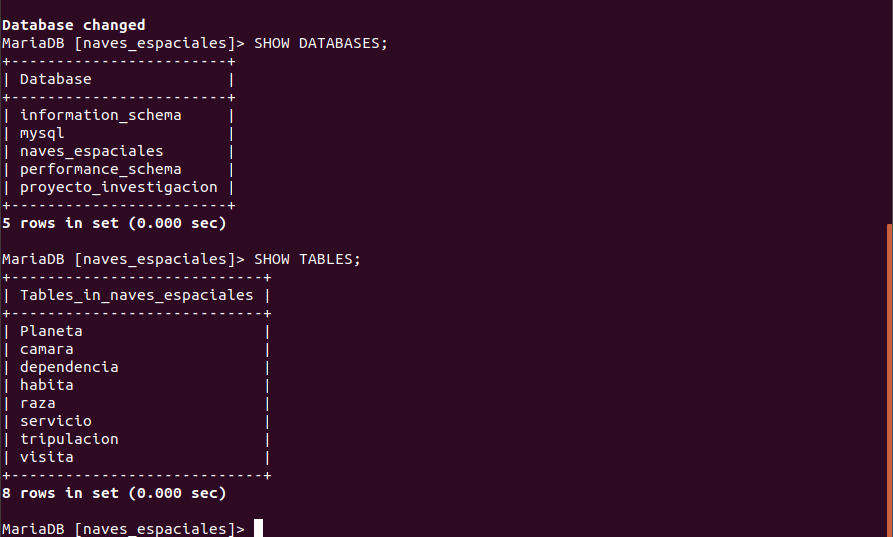 Database changed
MariaDB [naves_espaciales]> SHOW DATABASES;
+------------------------+
| Database               |
+------------------------+
| information_schema     |
| mysql                  |
| naves_espaciales       |
| performance_schema     |
| proyecto_investigacion |
+------------------------+
5 rows in set (0.000 sec)

MariaDB [naves_espaciales]> SHOW TABLES;
+----------------------------+
| Tables_in_naves_espaciales |
+----------------------------+
| Planeta                    |
| camara                     |
| dependencia                |
| habita                     |
| raza                       |
| servicio                   |
| tripulacion                |
| visita                     |
+----------------------------+
8 rows in set (0.000 sec)

MariaDB [naves_espaciales]>